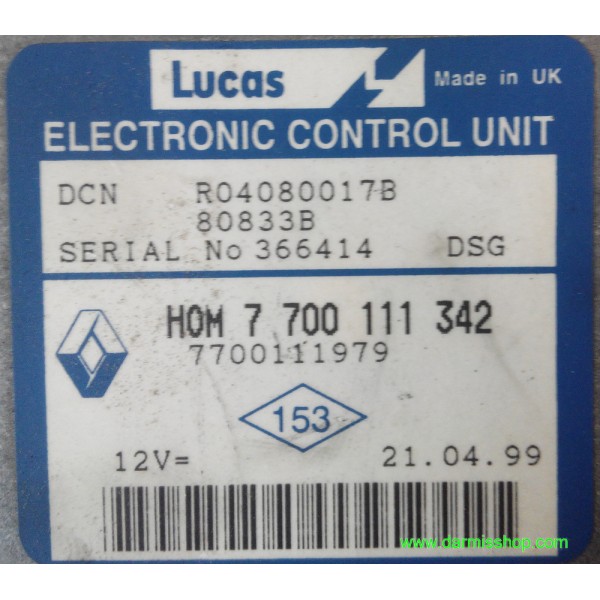 Lucas Made in UK
ELECTRONIC CONTROL UNIT
DCN R04080017B
80833B
SERIAL No 366414 DSG
HOM 7 700 111 342
7700111979
153
12V= 21.04.99
www.darmisshop.com